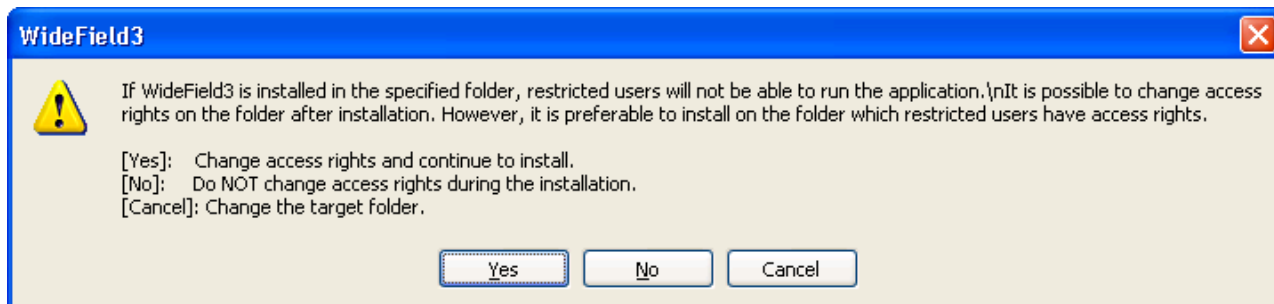 WideField3
If WideField3 is installed in the specified folder, restricted users will not be able to run the application.\nIt is possible to change access
rights on the folder after installation. However, it is preferable to install on the folder which restricted users have access rights.
[Yes]: Change access rights and continue to install.
[No]: Do NOT change access rights during the installation.
[Cancel]: Change the target folder.
Yes No Cancel